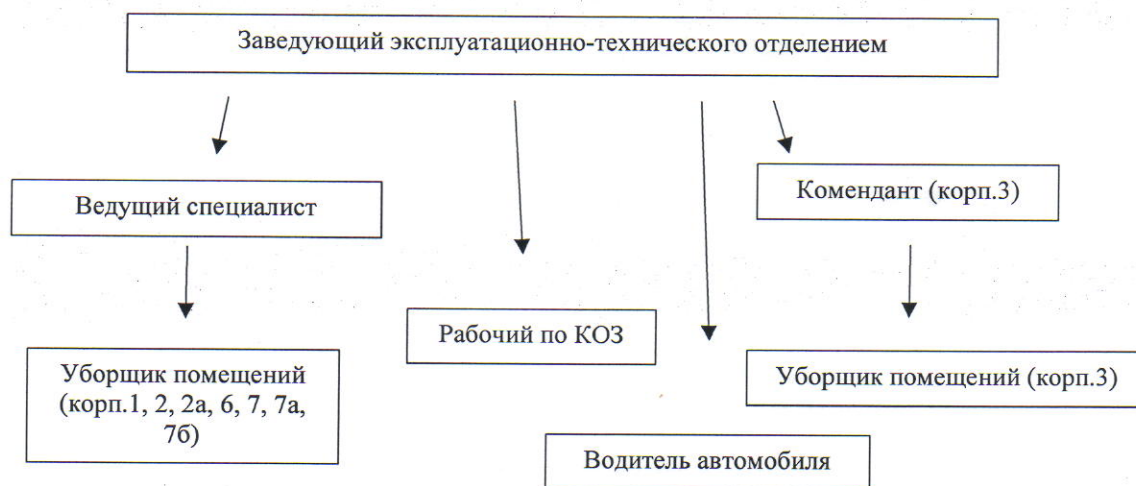 Заведующий эксплуатационно-технического отделением
Ведущий специалист
Комендант (корп.3)
Рабочий по КОЗ
Уборщик помещений
(корп.1, 2, 2а, 6, 7, 7а,
7б)
Уборщик помещений (корп.3)
Водитель автомобиля